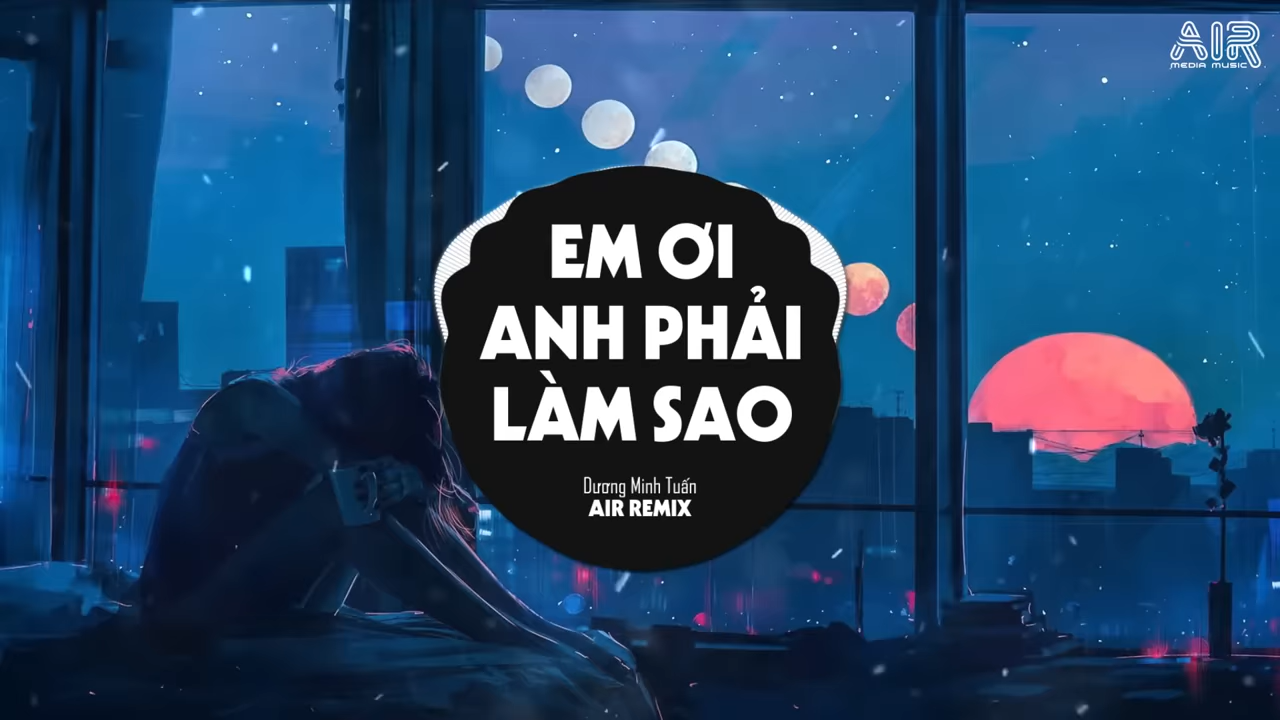 AIR
MEDIA MUSIC
EM ƠI
ANH PHẢI
LÀM SAO
Dương Minh Tuấn
AIR REMIX